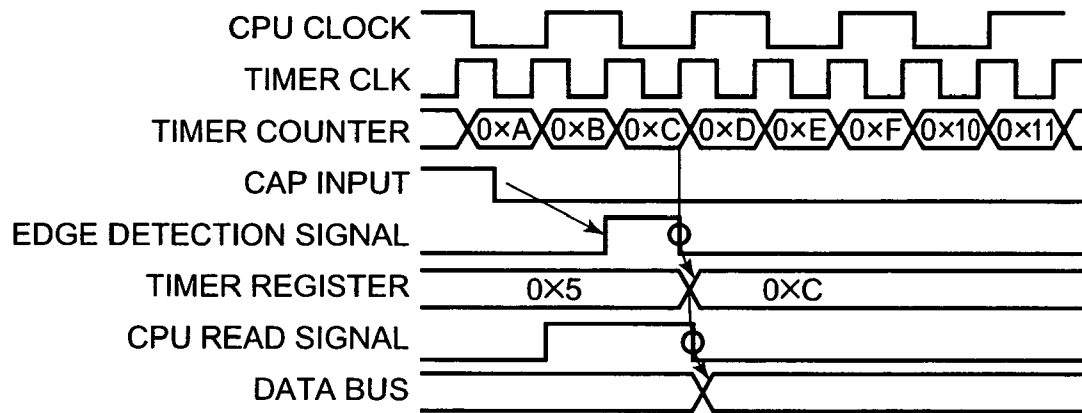 CPU CLOCK
TIMER CLK
TIMER COUNTER 0×A 0×B 0×C 0×D 0×E 0×F 0×10 0×11
CAP INPUT
EDGE DETECTION SIGNAL
TIMER REGISTER 0×5 0×C
CPU READ SIGNAL
DATA BUS